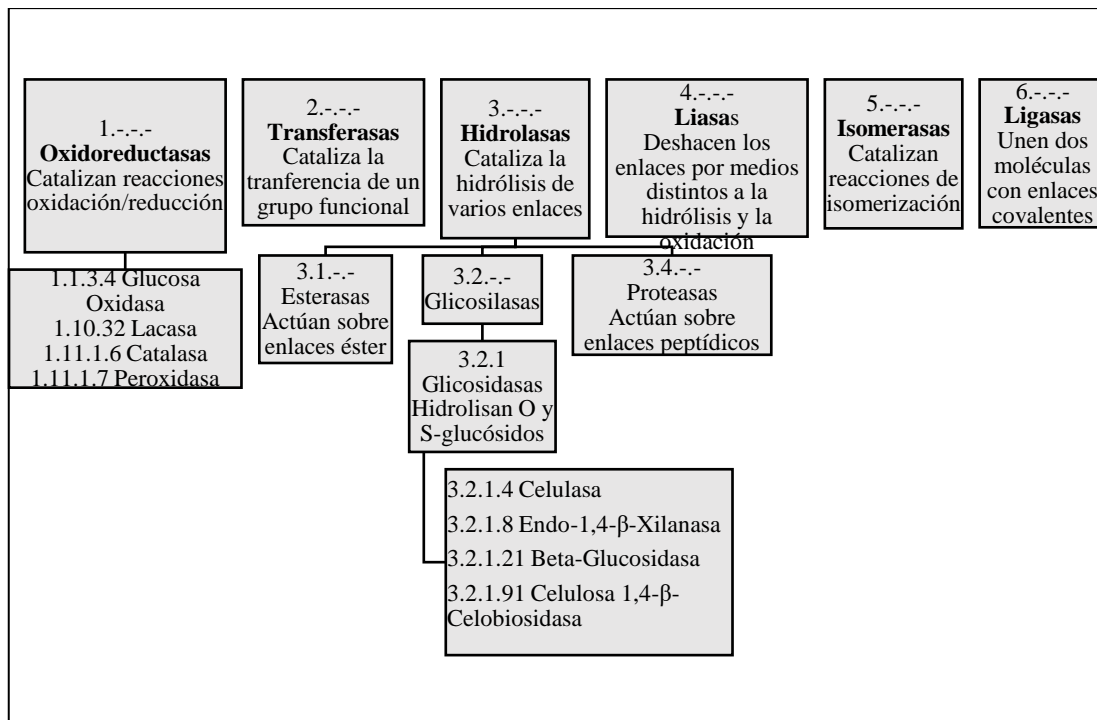 1.-.-.-
Oxidoreductasas
Catalizan reacciones
oxidación/reducción
2.-.-.-
Transferasas
Cataliza la
tranferencia de un
grupo funcional
3.-.-.-
Hidrolasas
Cataliza la
hidrólisis de
varios enlaces
4.-.-.-
Liasas
Deshacen los
enlaces por medios
distintos a la
hidrólisis y la
oxidación
5.-.-.-
Isomerasas
Catalizan
reacciones de
isomerización
6.-.-.-
Ligasas
Unen dos
moléculas
con enlaces
covalentes
1.1.3.4 Glucosa
Oxidasa
1.10.32 Lacasa
1.11.1.6 Catalasa
1.11.1.7 Peroxidasa
3.1.-.-
Esterasas
Actúan sobre
enlaces éster
3.2.-.-
Glicosilasas
3.4.-.-
Proteasas
Actúan sobre
enlaces peptídicos
3.2.1
Glicosidasas
Hidrolisan O y
S-glucósidos
3.2.1.4 Celulasa
3.2.1.8 Endo-1,4-β-Xilanasa
3.2.1.21 Beta-Glucosidasa
3.2.1.91 Celulosa 1,4-β-
Celobiosidasa